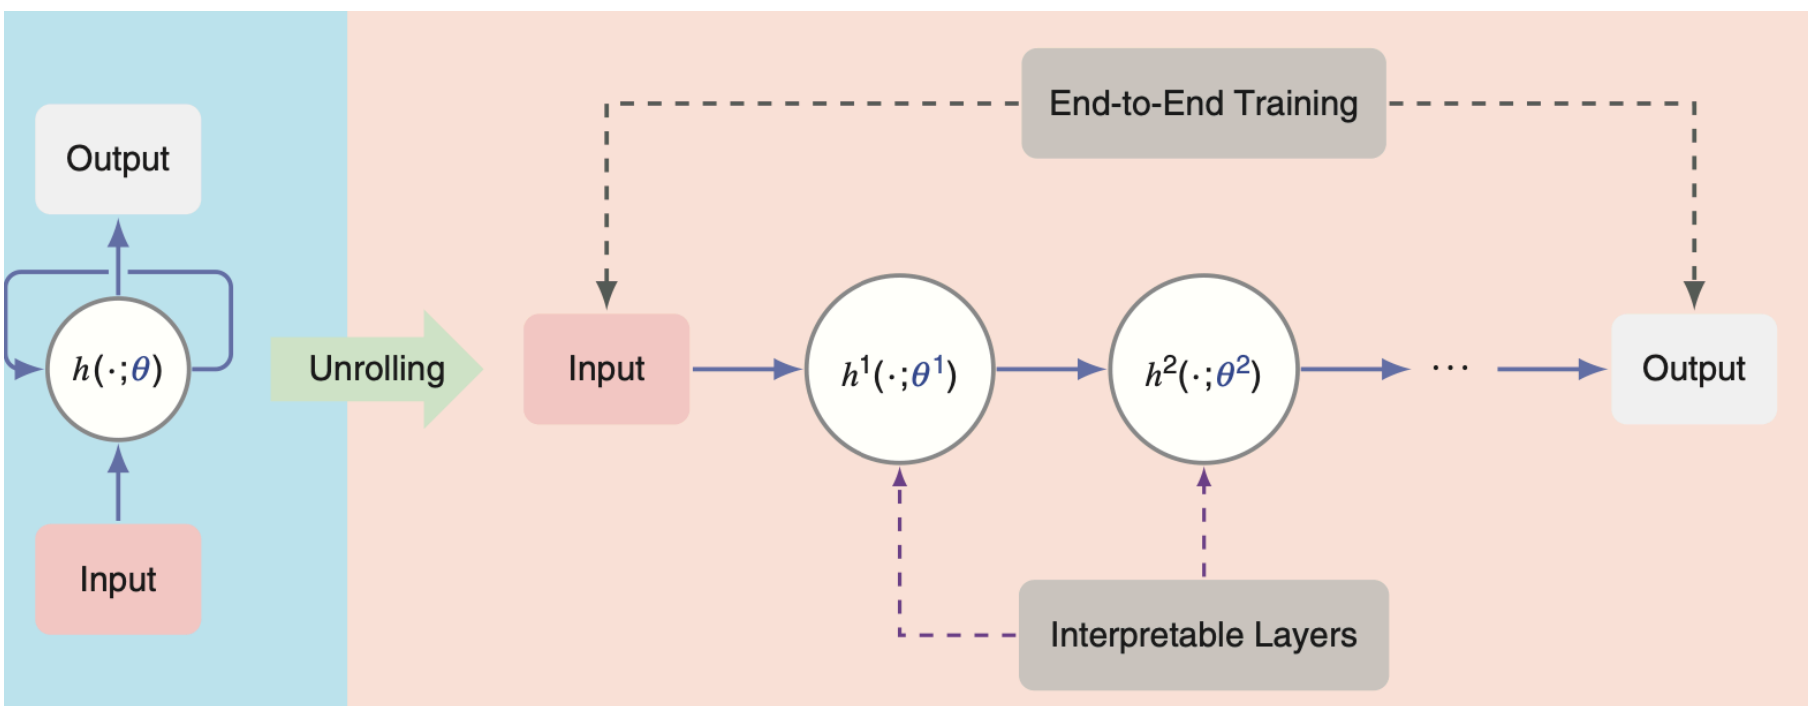 Output
h(·;θ)
Input
Unrolling
End-to-End Training
Input
h¹(·;θ¹)
h²(·;θ²)
···
Output
Interpretable Layers